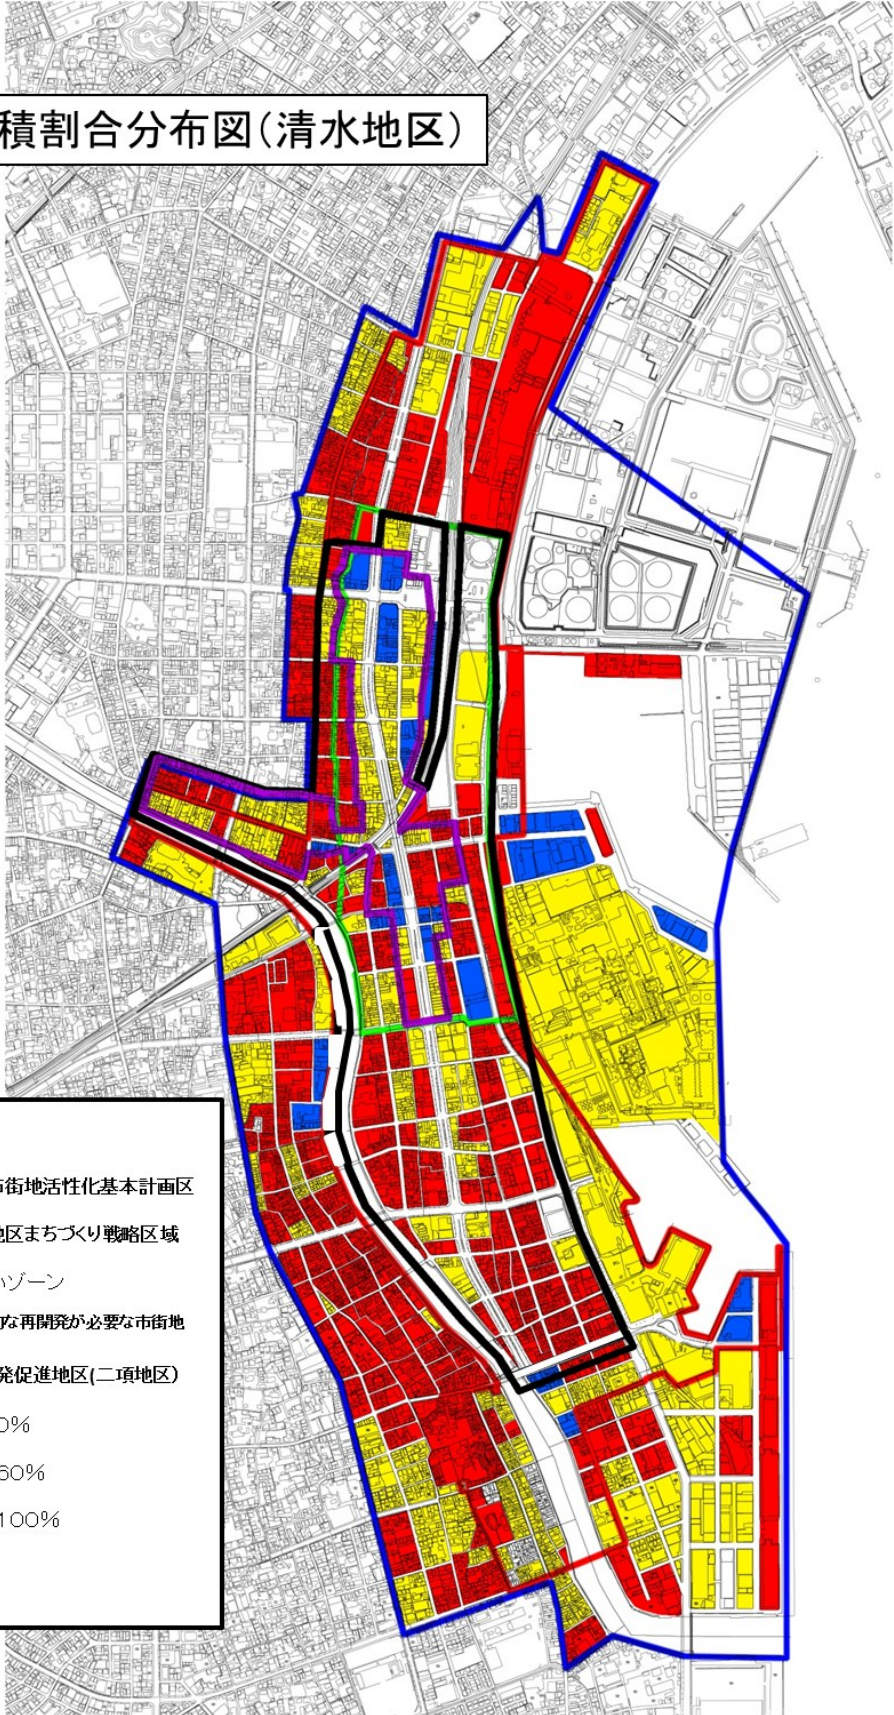 積割合分布図(清水地区)
市街地活性化基本計画区
地区まちづくり戦略区域
いゾーン
的な再開発が必要な市街地
発促進地区(二項地区)
0%
60%
100%